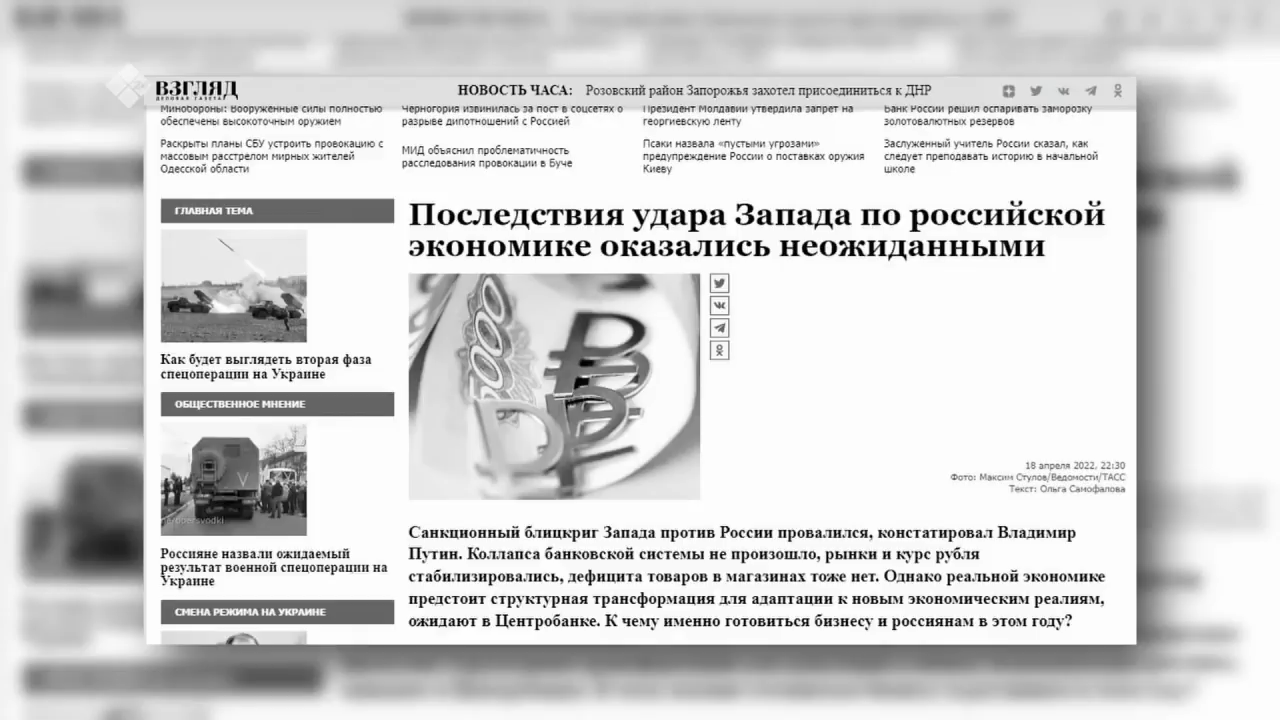 ВЗГЛЯД
ДЕЛОВАЯ ГАЗЕТА
НОВОСТЬ ЧАСА: Розовский район Запорожья захотел присоединиться к ДНР
Минобороны: Вооруженные силы полностью
обеспечены высокоточным оружием
Черногория извинилась за пост в соцсетях о
разрыве дипотношений с Россией
Президент Молдавии утвердила запрет на
георгиевскую ленту
Банк России решил оспаривать заморозку
золотовалютных резервов
Раскрыты планы СБУ устроить провокацию с
массовым расстрелом мирных жителей
Одесской области
МИД объяснил проблематичность
расследования провокации в Буче
Псаки назвала «пустыми угрозами»
предупреждение России о поставках оружия
Киеву
Заслуженный учитель России сказал, как
следует преподавать историю в начальной
школе
ГЛАВНАЯ ТЕМА
Как будет выглядеть вторая фаза
спецоперации на Украине
ОБЩЕСТВЕННОЕ МНЕНИЕ
V
Россияне назвали ожидаемый
результат военной спецоперации на
Украине
СМЕНА РЕЖИМА НА УКРАИНЕ
Последствия удара Запада по российской
экономике оказались неожиданными
5000
18 апреля 2022, 22:30
Фото: Максим Стулов/Ведомости/ТАСС
Текст: Ольга Самофалова
Санкционный блицкриг Запада против России провалился, констатировал Владимир
Путин. Коллапса банковской системы не произошло, рынки и курс рубля
стабилизировались, дефицита товаров в магазинах тоже нет. Однако реальной экономике
предстоит структурная трансформация для адаптации к новым экономическим реалиям,
ожидают в Центробанке. К чему именно готовиться бизнесу и россиянам в этом году?